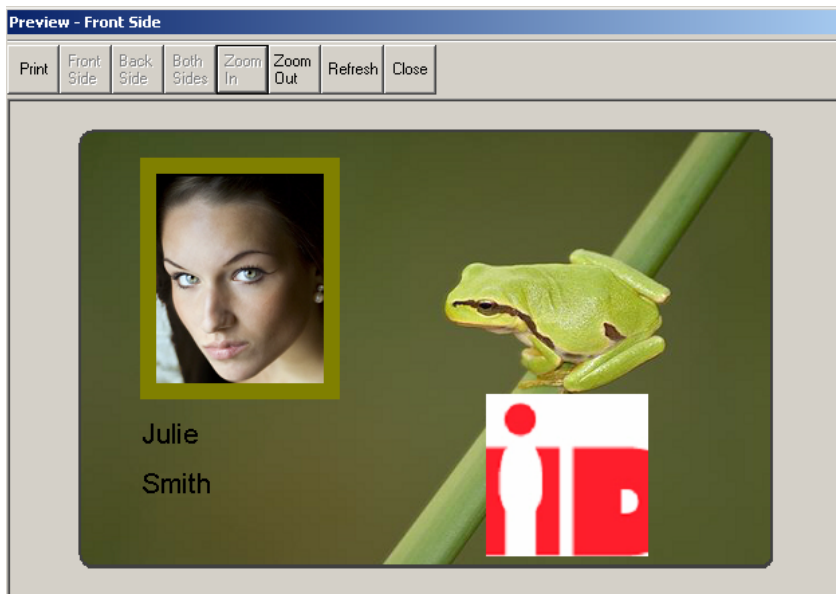 Preview - Front Side
Print Front Side Back Side Both Sides Zoom In Zoom Out Refresh Close
Julie
Smith
iD